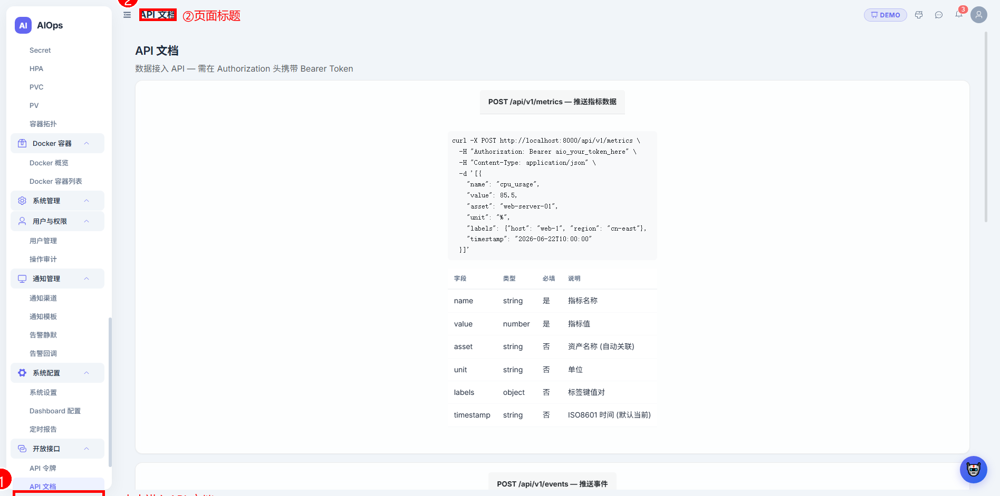 AI AIOps
Secret
HPA
PVC
PV
容器拓扑
Docker 容器
Docker 概览
Docker 容器列表
系统管理
用户与权限
用户管理
操作审计
通知管理
通知渠道
通知模板
告警静默
告警回调
系统配置
系统设置
Dashboard 配置
定时报告
开放接口
API 令牌
API 文档
1
2
API 文档
②页面标题
DEMO
3
API 文档
数据接入 API — 需在 Authorization 头携带 Bearer Token
POST /api/v1/metrics — 推送指标数据
curl -X POST http://localhost:8000/api/v1/metrics \
-H "Authorization: Bearer aio_your_token_here" \
-H "Content-Type: application/json" \
-d '[{
"name": "cpu_usage",
"value": 85.5,
"asset": "web-server-01",
"unit": "%",
"labels": {"host": "web-1", "region": "cn-east"},
"timestamp": "2026-06-22T10:00:00"
}]'
字段 类型 必填 说明
name string 是 指标名称
value number 是 指标值
asset string 否 资产名称 (自动关联)
unit string 否 单位
labels object 否 标签键值对
timestamp string 否 ISO8601 时间 (默认当前)
POST /api/v1/events — 推送事件